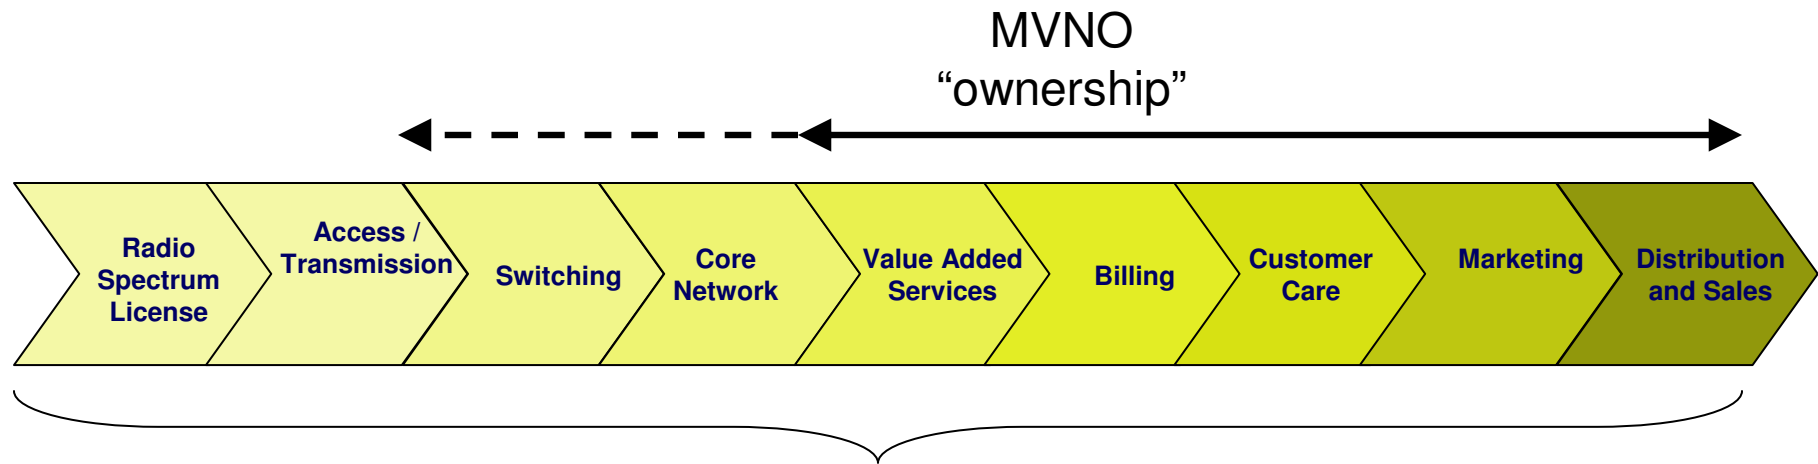 MVNO
“ownership”
Radio
Spectrum
License
Access /
Transmission
Switching
Core
Network
Value Added
Services
Billing
Customer
Care
Marketing
Distribution
and Sales